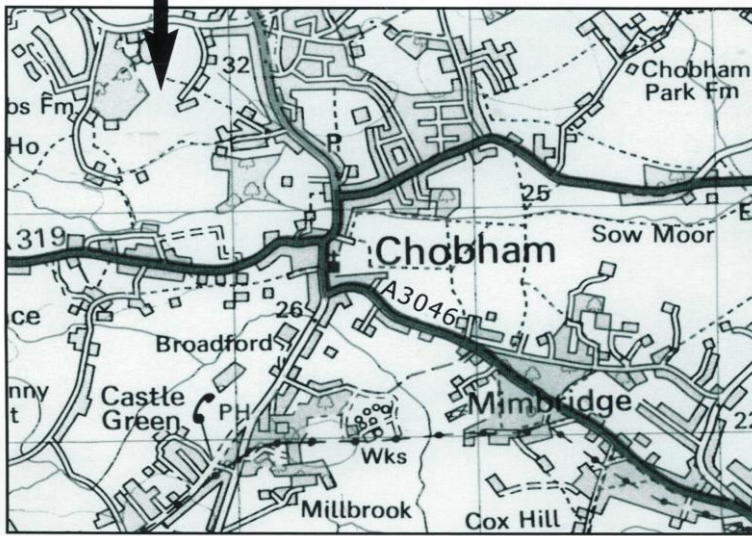 32
Chobham
Park Fm
os Fm
Ho
P
25
Sow Moor
A319
Chobham
A3046
26
Broadford
Castle
Green
PH
Mimbridge
22
Wks
Millbrook
Cox Hill